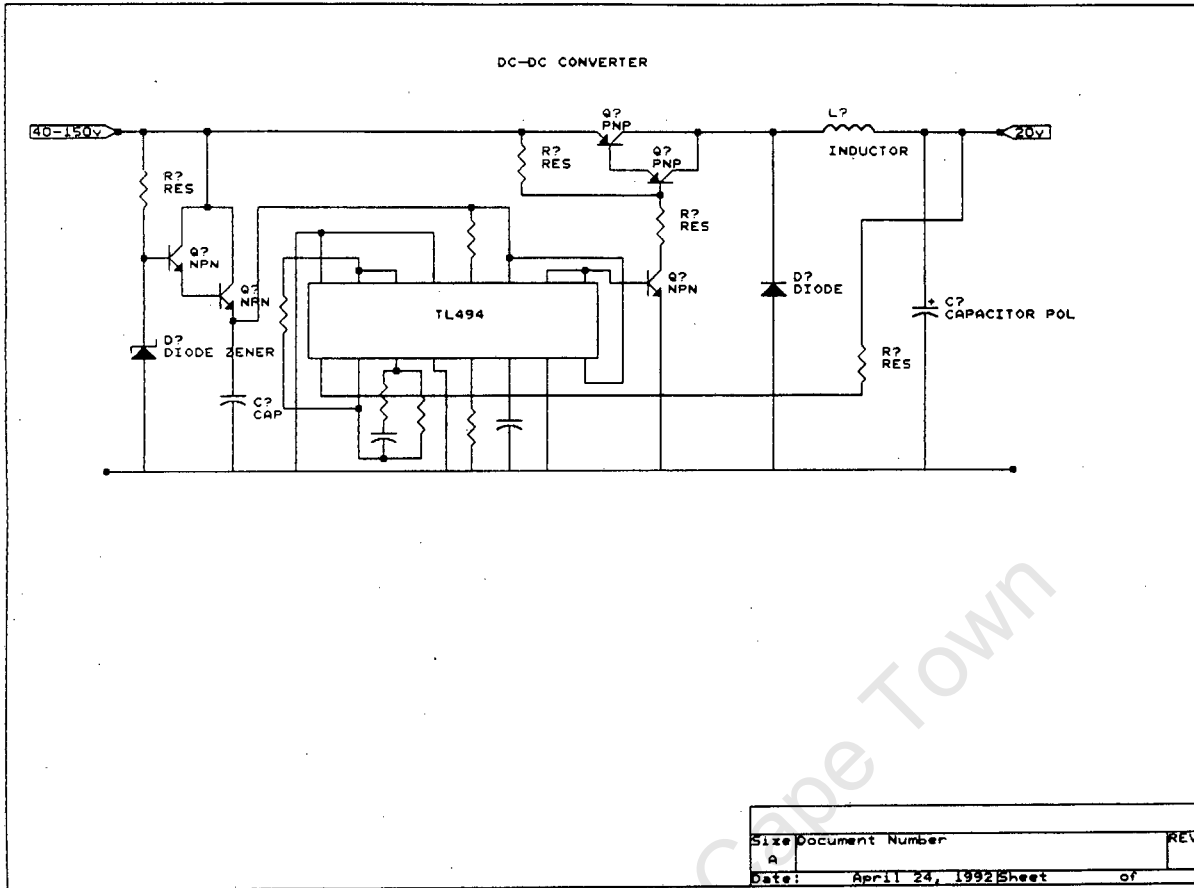 DC-DC CONVERTER
40-150v
Q?
PNP
Q?
PNP
L?
INDUCTOR
20v
R?
RES
R?
RES
R?
RES
Q?
NPN
Q?
NPN
Q?
NPN
TL494
D?
DIODE
C?
+
CAPACITOR POL
D?
DIODE ZENER
R?
RES
C?
CAP
Cape Town
Size
Document Number
REV
A
Date:
April 24, 1992
Sheet
of